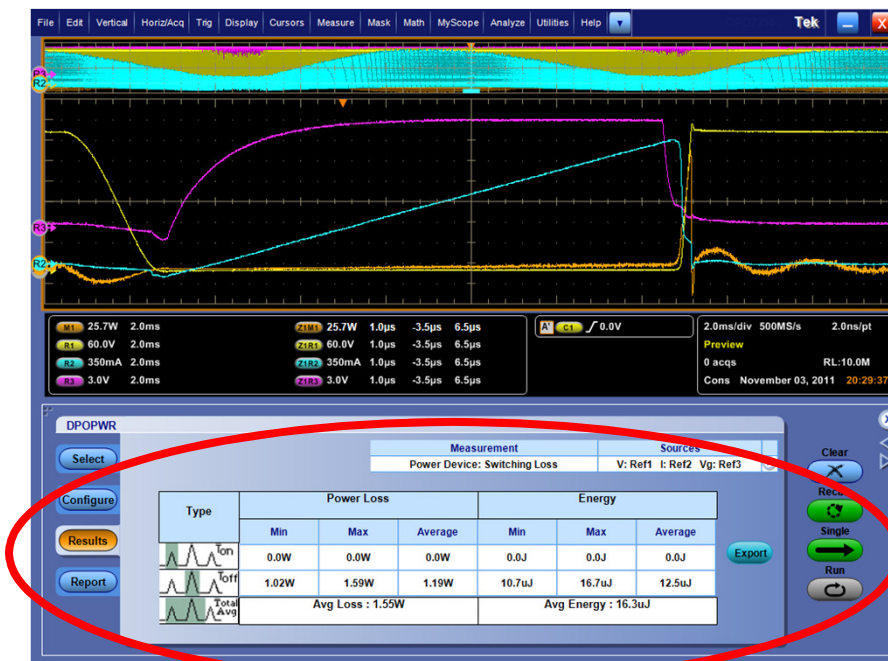 File Edit Vertical Horiz/Acq Trig Display Cursors Measure Mask Math MyScope Analyze Utilities Help Tek X
R3
R2
R3
R2
M1 25.7W 2.0ms Z1M1 25.7W 1.0µs -3.5µs 6.5µs A' C1 0.0V 2.0ms/div 500MS/s 2.0ns/pt
R1 60.0V 2.0ms Z1R1 60.0V 1.0µs -3.5µs 6.5µs Preview
R2 350mA 2.0ms Z1R2 350mA 1.0µs -3.5µs 6.5µs 0 acqs RL:10.0M
R3 3.0V 2.0ms Z1R3 3.0V 1.0µs -3.5µs 6.5µs Cons November 03, 2011 20:29:37
DPOPWR
Select Measurement Sources Clear
Power Device: Switching Loss V: Ref1 I: Ref2 Vg: Ref3
Configure Type Power Loss Energy
Results Min Max Average Min Max Average Single
Ton 0.0W 0.0W 0.0W 0.0J 0.0J 0.0J Export
Run
Report Toff 1.02W 1.59W 1.19W 10.7uJ 16.7uJ 12.5uJ
Total Avg Avg Loss : 1.55W Avg Energy : 16.3uJ